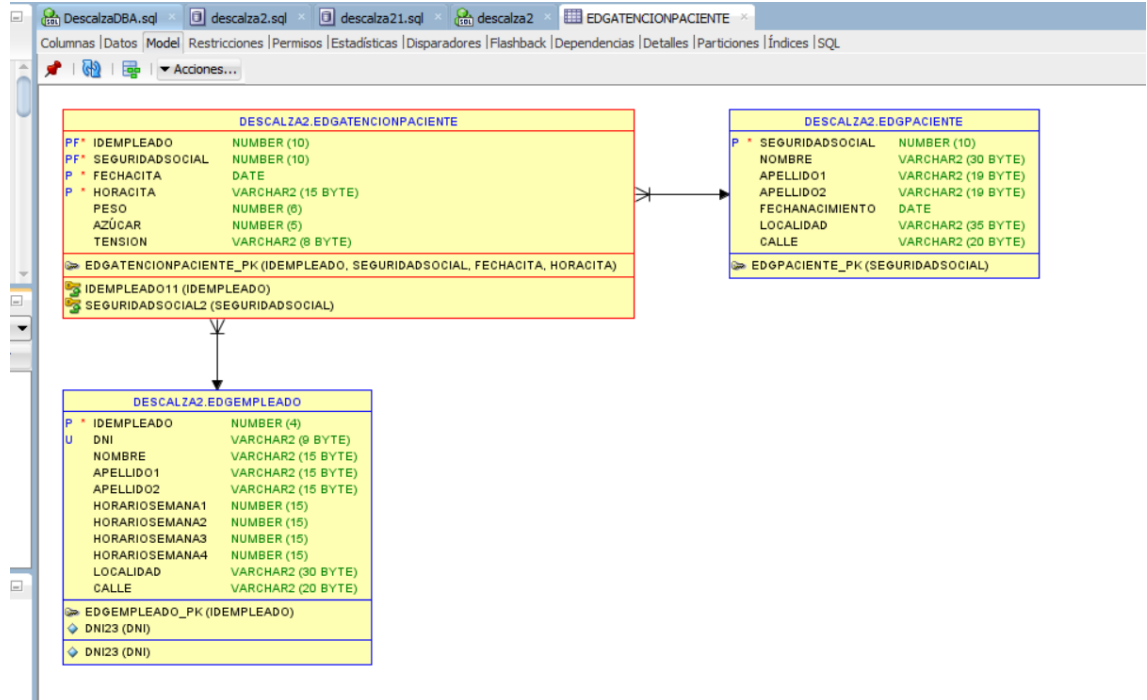 DescalzaDBA.sql descalza2.sql descalza21.sql descalza2 EDGATENCIONPACIENTE
Columnas |Datos |Model |Restricciones |Permisos |Estadísticas |Disparadores |Flashback |Dependencias |Detalles |Particiones |Índices |SQL
Acciones...
DESCALZA2.EDGATENCIONPACIENTE
PF* IDEMPLEADO NUMBER (10)
PF* SEGURIDADSOCIAL NUMBER (10)
P * FECHACITA DATE
P * HORACITA VARCHAR2 (15 BYTE)
PESO NUMBER (6)
AZÚCAR NUMBER (5)
TENSION VARCHAR2 (8 BYTE)
EDGATENCIONPACIENTE_PK (IDEMPLEADO, SEGURIDADSOCIAL, FECHACITA, HORACITA)
IDEMPLEADO11 (IDEMPLEADO)
SEGURIDADSOCIAL2 (SEGURIDADSOCIAL)
DESCALZA2.EDGPACIENTE
P * SEGURIDADSOCIAL NUMBER (10)
NOMBRE VARCHAR2 (30 BYTE)
APELLIDO1 VARCHAR2 (19 BYTE)
APELLIDO2 VARCHAR2 (19 BYTE)
FECHANACIMIENTO DATE
LOCALIDAD VARCHAR2 (35 BYTE)
CALLE VARCHAR2 (20 BYTE)
EDGPACIENTE_PK (SEGURIDADSOCIAL)
DESCALZA2.EDGEMPLEADO
P * IDEMPLEADO NUMBER (4)
U DNI VARCHAR2 (9 BYTE)
NOMBRE VARCHAR2 (15 BYTE)
APELLIDO1 VARCHAR2 (15 BYTE)
APELLIDO2 VARCHAR2 (15 BYTE)
HORARIOSEMANA1 NUMBER (15)
HORARIOSEMANA2 NUMBER (15)
HORARIOSEMANA3 NUMBER (15)
HORARIOSEMANA4 NUMBER (15)
LOCALIDAD VARCHAR2 (30 BYTE)
CALLE VARCHAR2 (20 BYTE)
EDGEMPLEADO_PK (IDEMPLEADO)
DNI23 (DNI)
DNI23 (DNI)